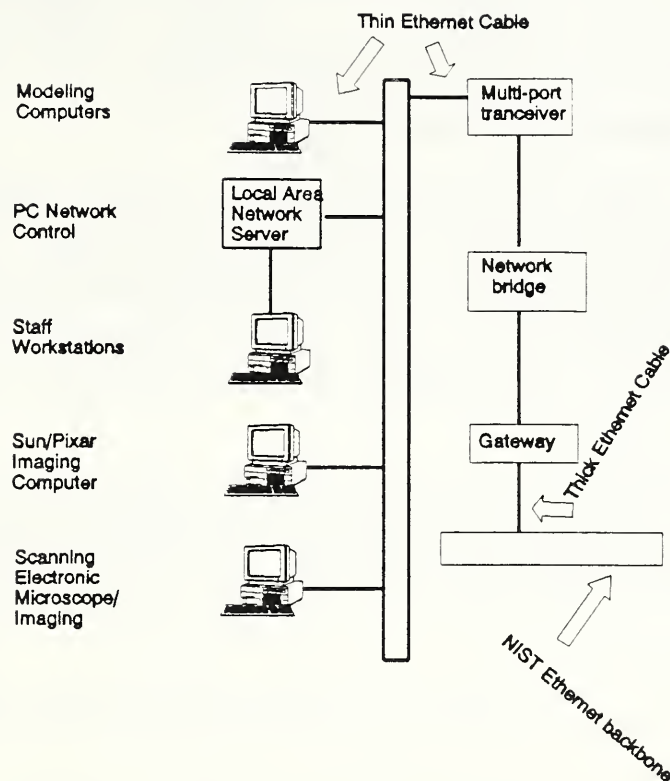 Thin Ethernet Cable
Modeling
Computers
Multi-port
tranceiver
PC Network
Control
Local Area
Network
Server
Network
bridge
Staff
Workstations
Sun/Pixar
Imaging
Computer
Gateway
Thick Ethernet Cable
Scanning
Electronic
Microscope/
Imaging
NIST Ethernet backbone